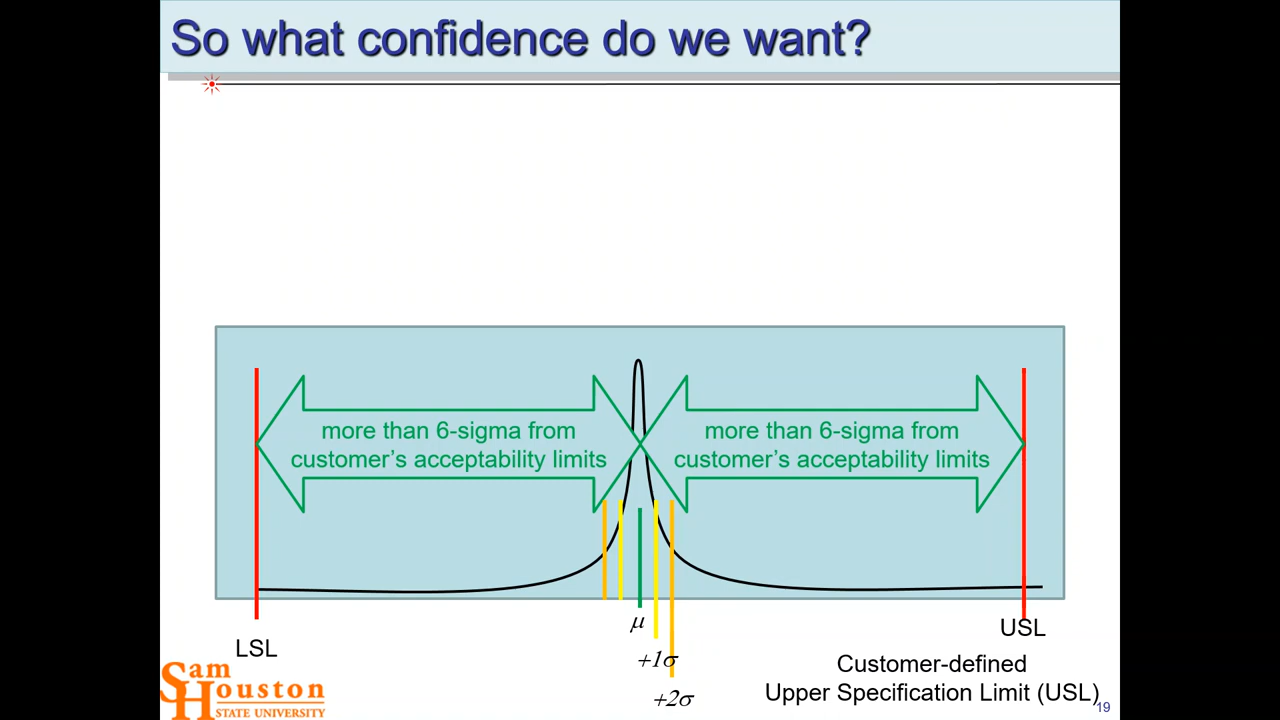 So what confidence do we want?
more than 6-sigma from
customer's acceptability limits
more than 6-sigma from
customer's acceptability limits
μ
LSL
USL
+1σ
+2σ
Customer-defined
Upper Specification Limit (USL)
Sam
Houston
STATE UNIVERSITY
19